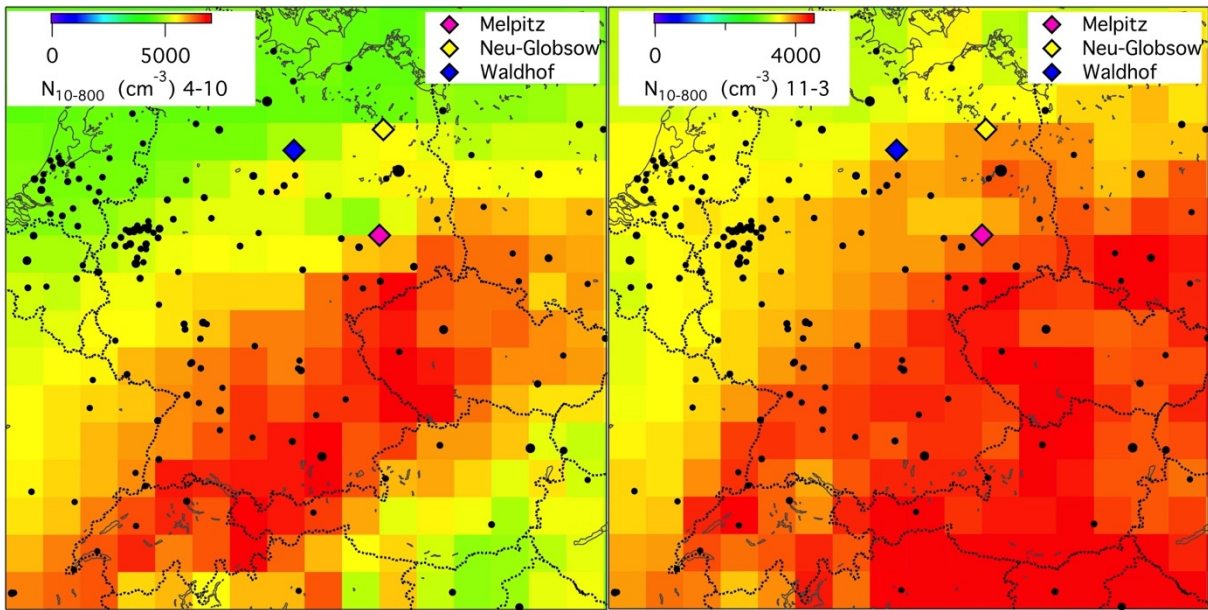 0 5000
N10-800 (cm-3) 4-10
Melpitz
Neu-Globsow
Waldhof
0 4000
N10-800 (cm-3) 11-3
Melpitz
Neu-Globsow
Waldhof